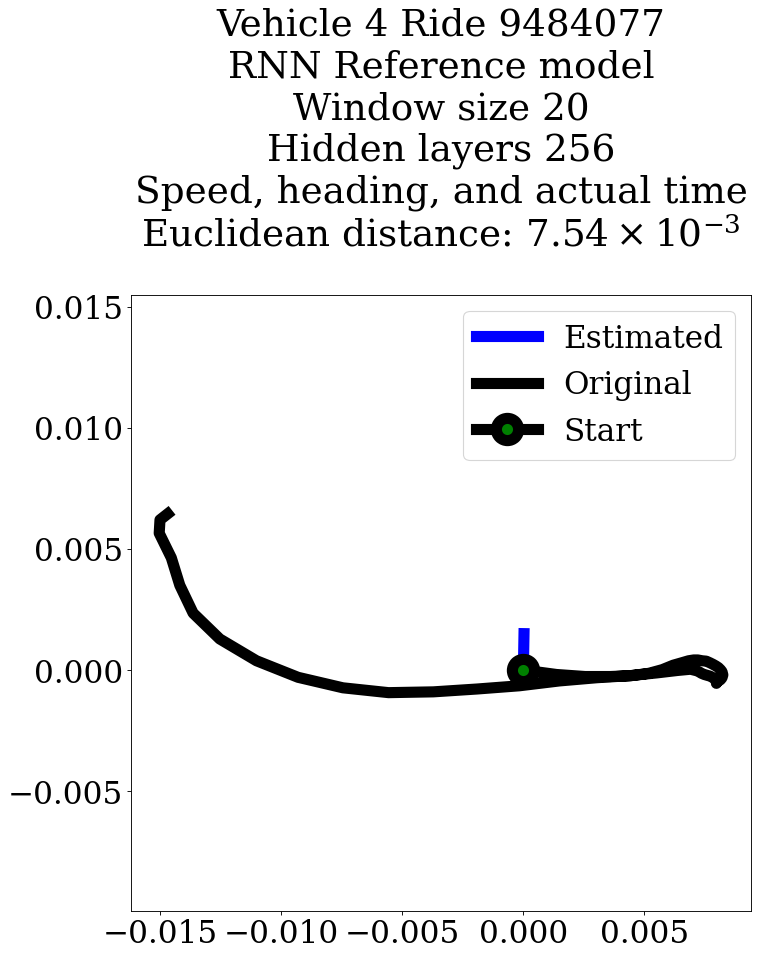 Vehicle 4 Ride 9484077
RNN Reference model
Window size 20
Hidden layers 256
Speed, heading, and actual time
Euclidean distance: 7.54 × 10⁻³
Estimated
Original
Start
0.015
0.010
0.005
0.000
−0.005
−0.015 −0.010 −0.005 0.000 0.005